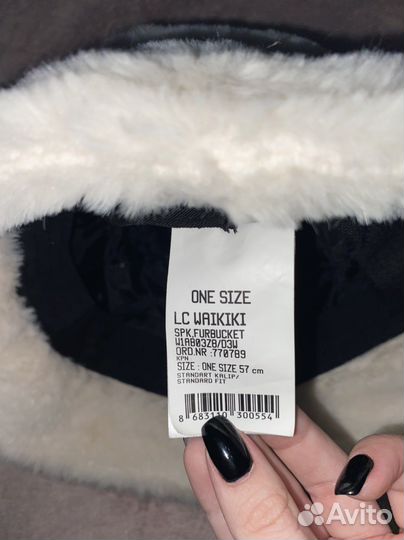 ONE SIZE
LC WAIKIKI
SPK,FURBUCKET
W1A803Z8/D3W
ORD.NR :770789
KPN
SIZE : ONE SIZE 57 cm
STANDART KALIP/
STANDARD FIT
8 683110 300554
Avito